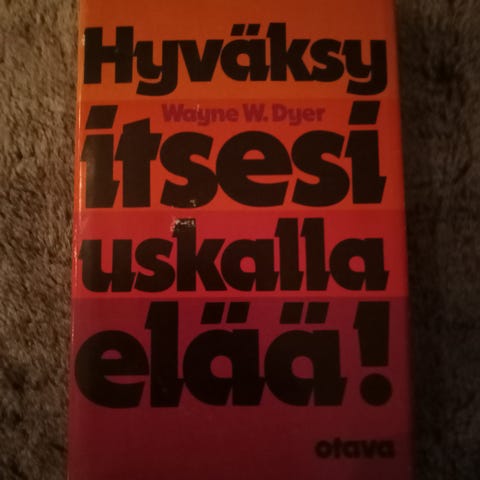 Hyväksy
Wayne W. Dyer
itsesi
uskalla
elää!
otava